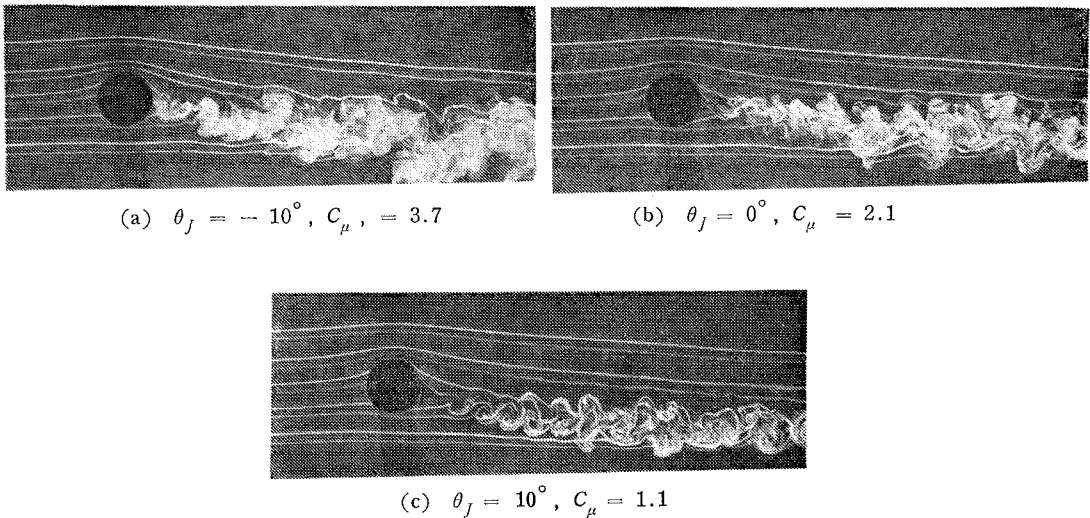 (a) θ_J = − 10°, C_μ, = 3.7
(b) θ_J = 0°, C_μ = 2.1
(c) θ_J = 10°, C_μ = 1.1